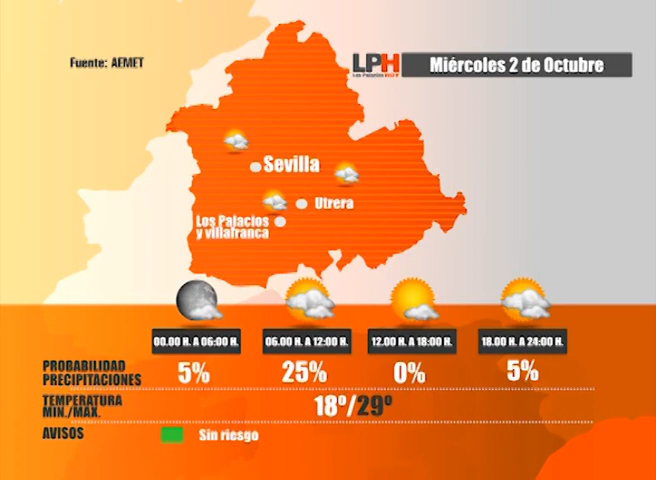 Fuente: AEMET
LPH
Miércoles 2 de Octubre
Sevilla
Utrera
Los Palacios
y villafranca
00.00 H. A 06:00 H.
06.00 H. A 12:00 H.
12.00 H. A 18:00 H.
18.00 H. A 24:00 H.
PROBABILIDAD
PRECIPITACIONES
5%
25%
0%
5%
TEMPERATURA
MIN./MAX.
18º/29º
AVISOS
Sin riesgo